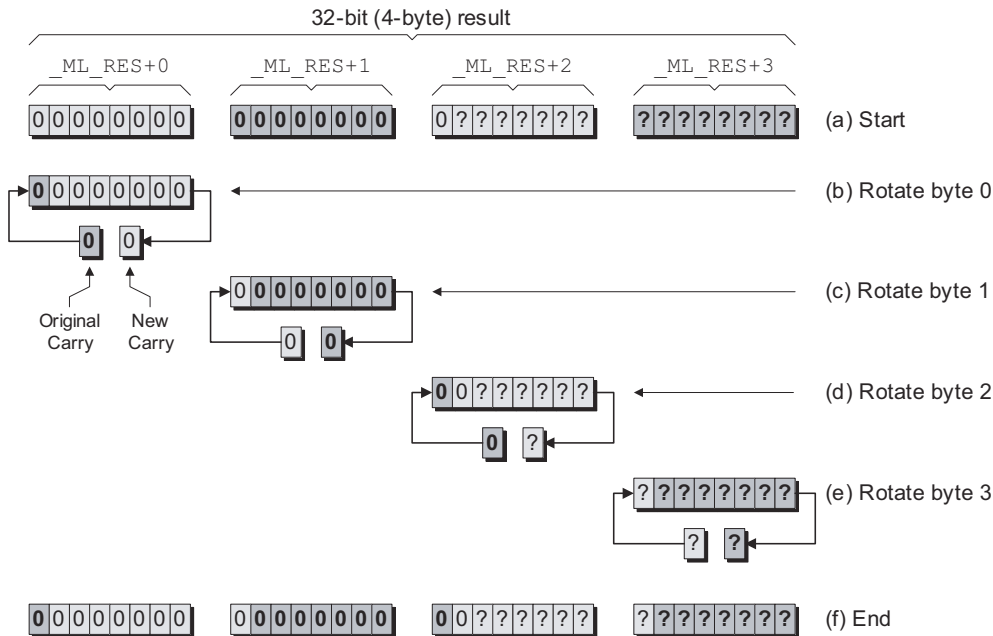 32-bit (4-byte) result
_ML_RES+0 _ML_RES+1 _ML_RES+2 _ML_RES+3
00000000 00000000 0??????? ???????? (a) Start
00000000 (b) Rotate byte 0
0 0
Original Carry New Carry
00000000 (c) Rotate byte 1
0 0
00?????? (d) Rotate byte 2
0 ?
???????? (e) Rotate byte 3
? ?
00000000 00000000 00?????? ???????? (f) End